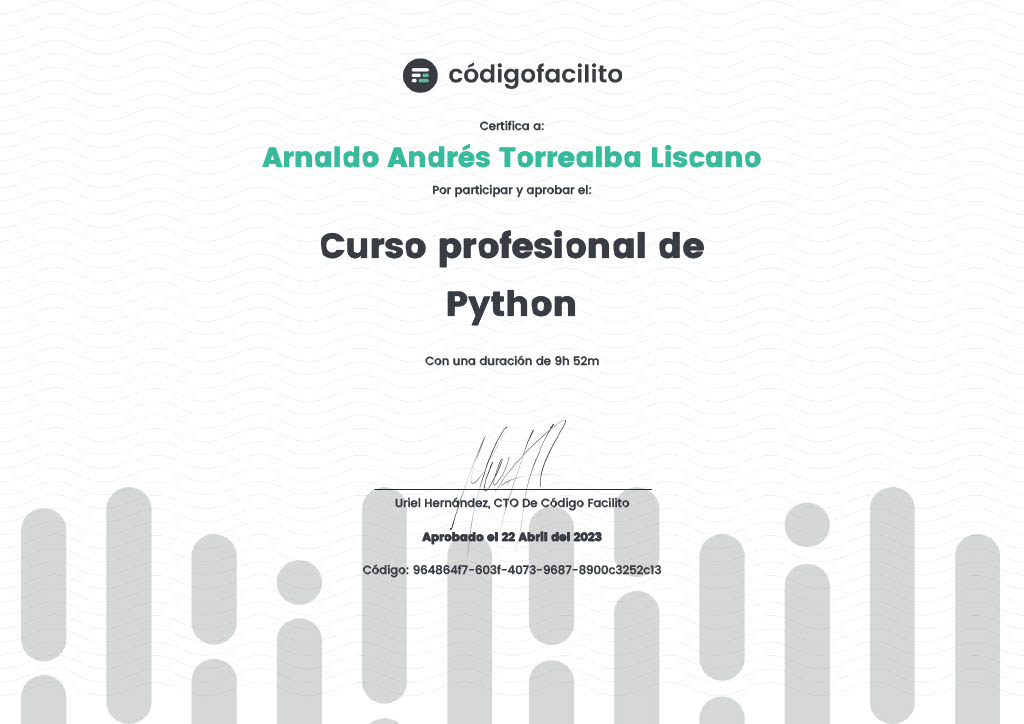 códigofacilito
Certifica a:
Arnaldo Andrés Torrealba Liscano
Por participar y aprobar el:
Curso profesional de
Python
Con una duración de 9h 52m
Uriel Hernández, CTO De Código Facilito
Aprobado el 22 Abril del 2023
Código: 964864f7-603f-4073-9687-8900c3252c13